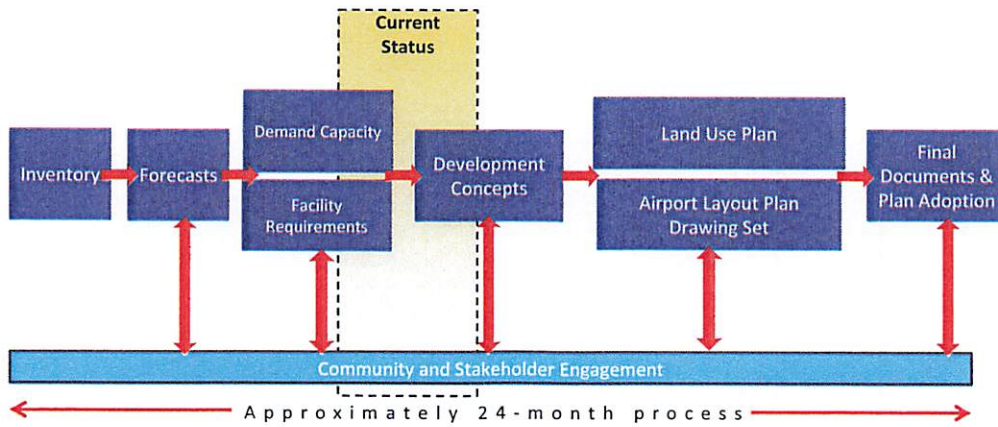 Current
Status
Inventory
Forecasts
Demand Capacity
Facility
Requirements
Development
Concepts
Land Use Plan
Airport Layout Plan
Drawing Set
Final
Documents &
Plan Adoption
Community and Stakeholder Engagement
Approximately 24-month process